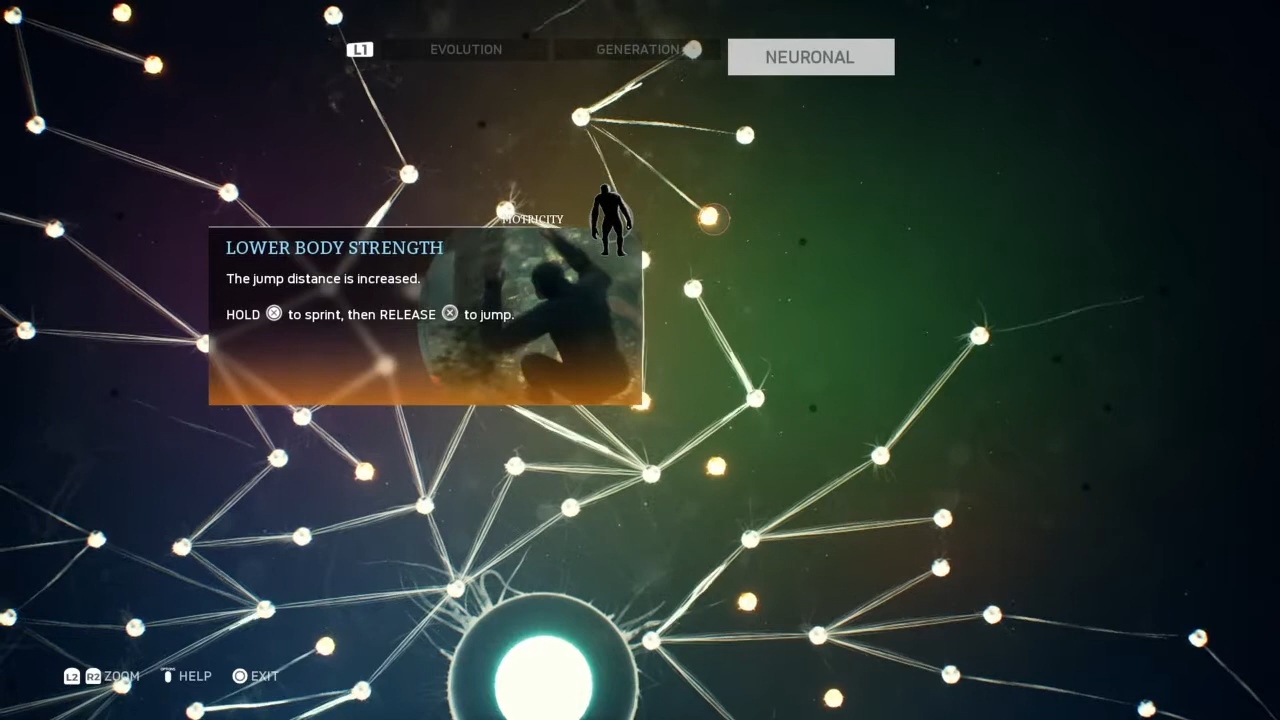 L1 EVOLUTION GENERATION NEURONAL
MOTRICITY
LOWER BODY STRENGTH
The jump distance is increased.
HOLD ⊗ to sprint, then RELEASE ⊗ to jump.
L2 R2 ZOOM OPTIONS HELP EXIT